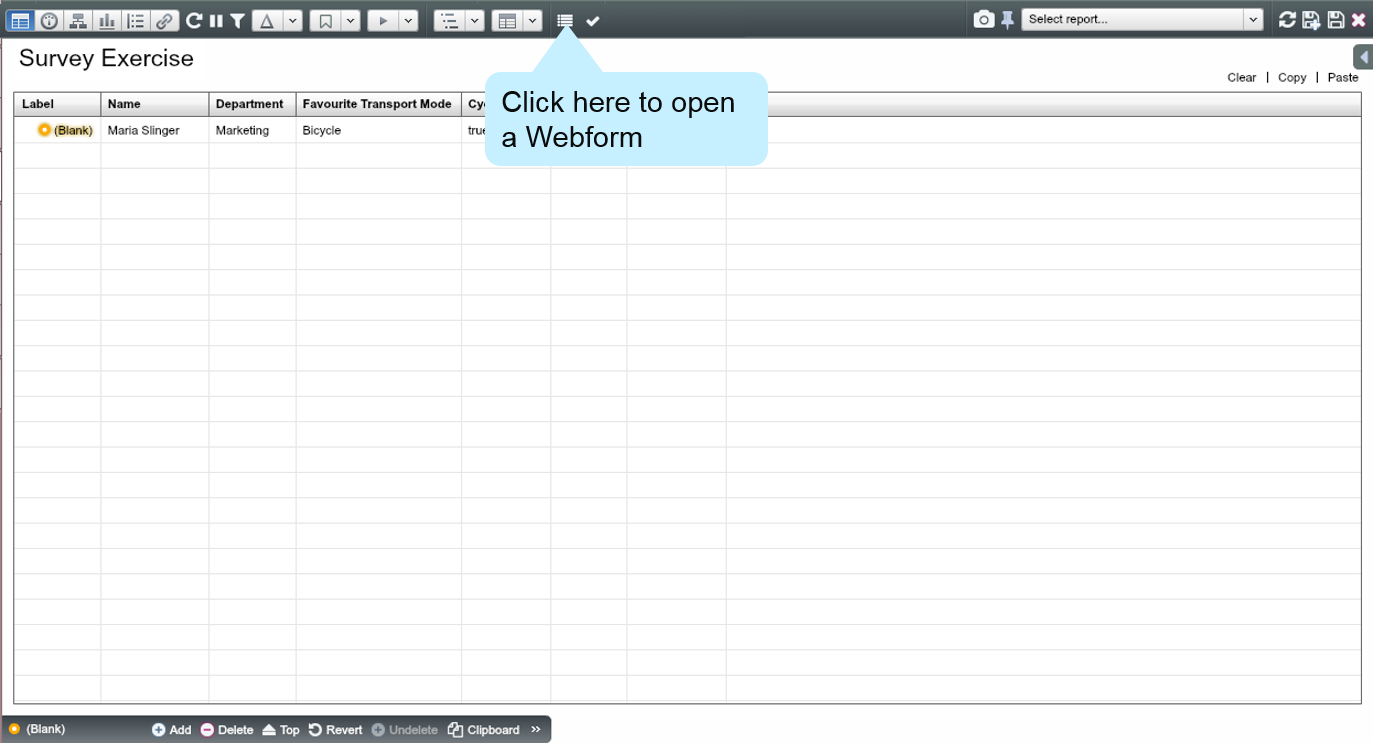 Select report...
Survey Exercise
Clear | Copy | Paste
Label Name Department Favourite Transport Mode Cy
(Blank) Maria Slinger Marketing Bicycle true
Click here to open
a Webform
(Blank) Add Delete Top Revert Undelete Clipboard »